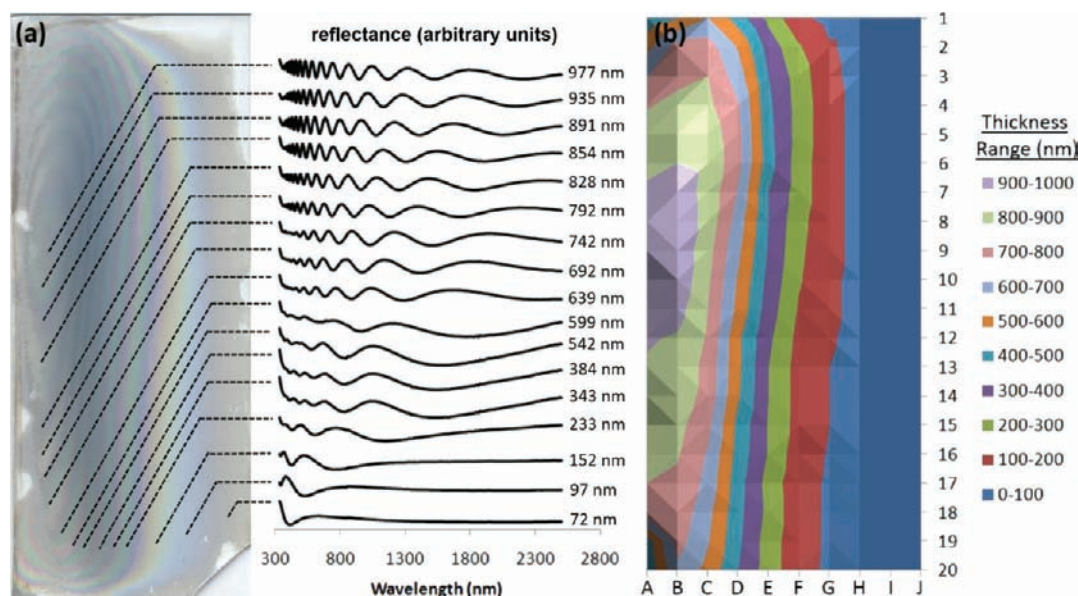 (a)
reflectance (arbitrary units)
977 nm
935 nm
891 nm
854 nm
828 nm
792 nm
742 nm
692 nm
639 nm
599 nm
542 nm
384 nm
343 nm
233 nm
152 nm
97 nm
72 nm
300 800 1300 1800 2300 2800
Wavelength (nm)
(b)
1
2
3
4
5
6
7
8
9
10
11
12
13
14
15
16
17
18
19
20
A B C D E F G H I J
Thickness
Range (nm)
900-1000
800-900
700-800
600-700
500-600
400-500
300-400
200-300
100-200
0-100